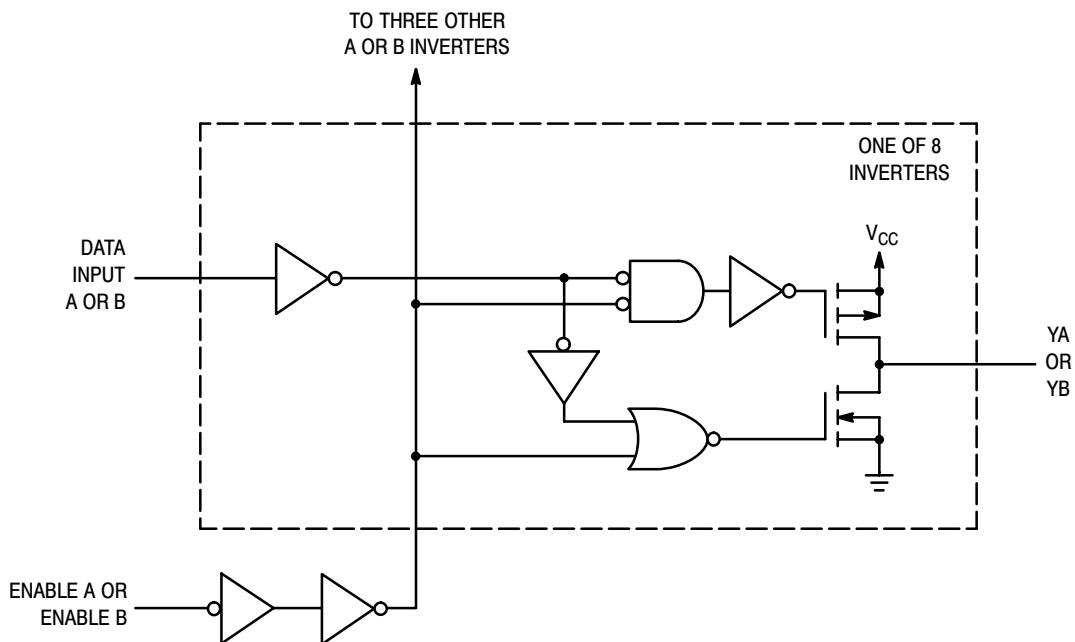 TO THREE OTHER
A OR B INVERTERS
ONE OF 8
INVERTERS
DATA
INPUT
A OR B
VCC
YA
OR
YB
ENABLE A OR
ENABLE B